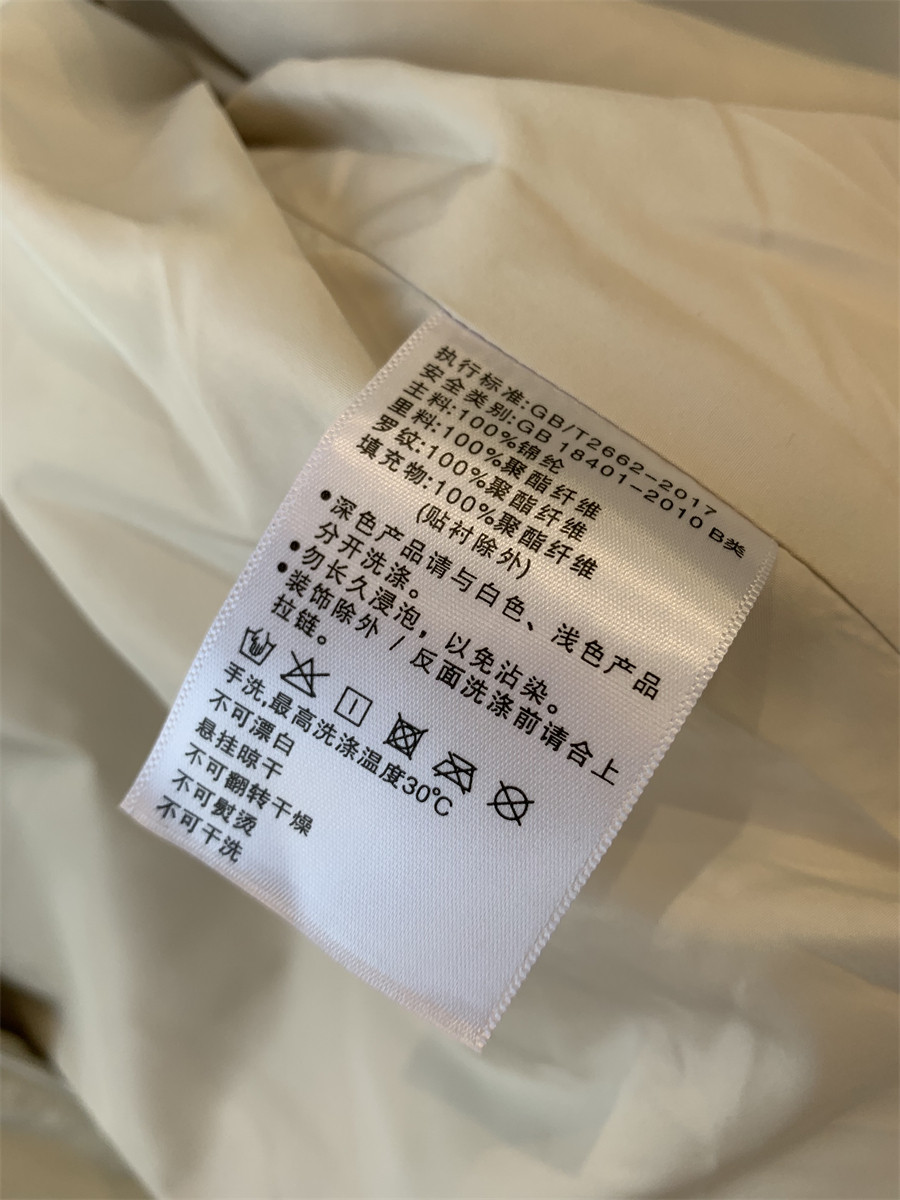 执行标准:GB/T2662-2017
安全类别:GB 18401-2010 B类
主料:100%锦纶
里料:100%聚酯纤维
罗纹:100%聚酯纤维
填充物:100%聚酯纤维
(贴衬除外)
•深色产品请与白色、浅色产品
分开洗涤。
•勿长久浸泡，以免沾染。
•装饰除外 / 反面洗涤前请合上
拉链。
手洗,最高洗涤温度30℃
不可漂白
悬挂晾干
不可翻转干燥
不可熨烫
不可干洗